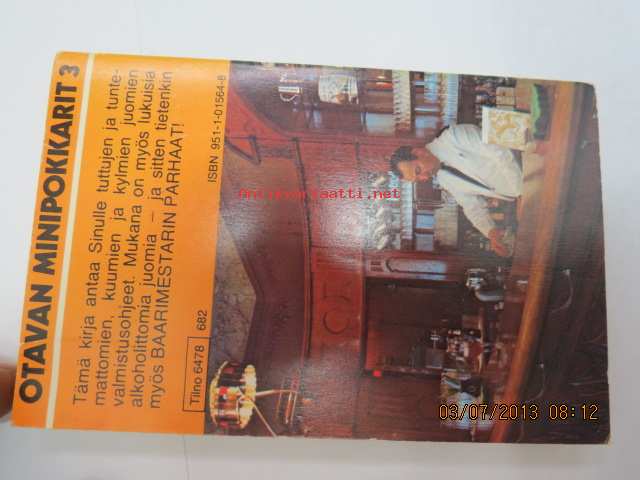 OTAVAN MINIPOKKARIT 3
Tämä kirja antaa Sinulle tuttujen ja tunte-
mattomien, kuumien ja kylmien juomien
valmistusohjeet. Mukana on myös lukuisia
alkoholittomia juomia – ja sitten tietenkin
myös BAARIMESTARIN PARHAAT!
Tilno 6478
682
ISBN 951-1-01564-8
antikvariaatti.net
03/07/2013 08:12